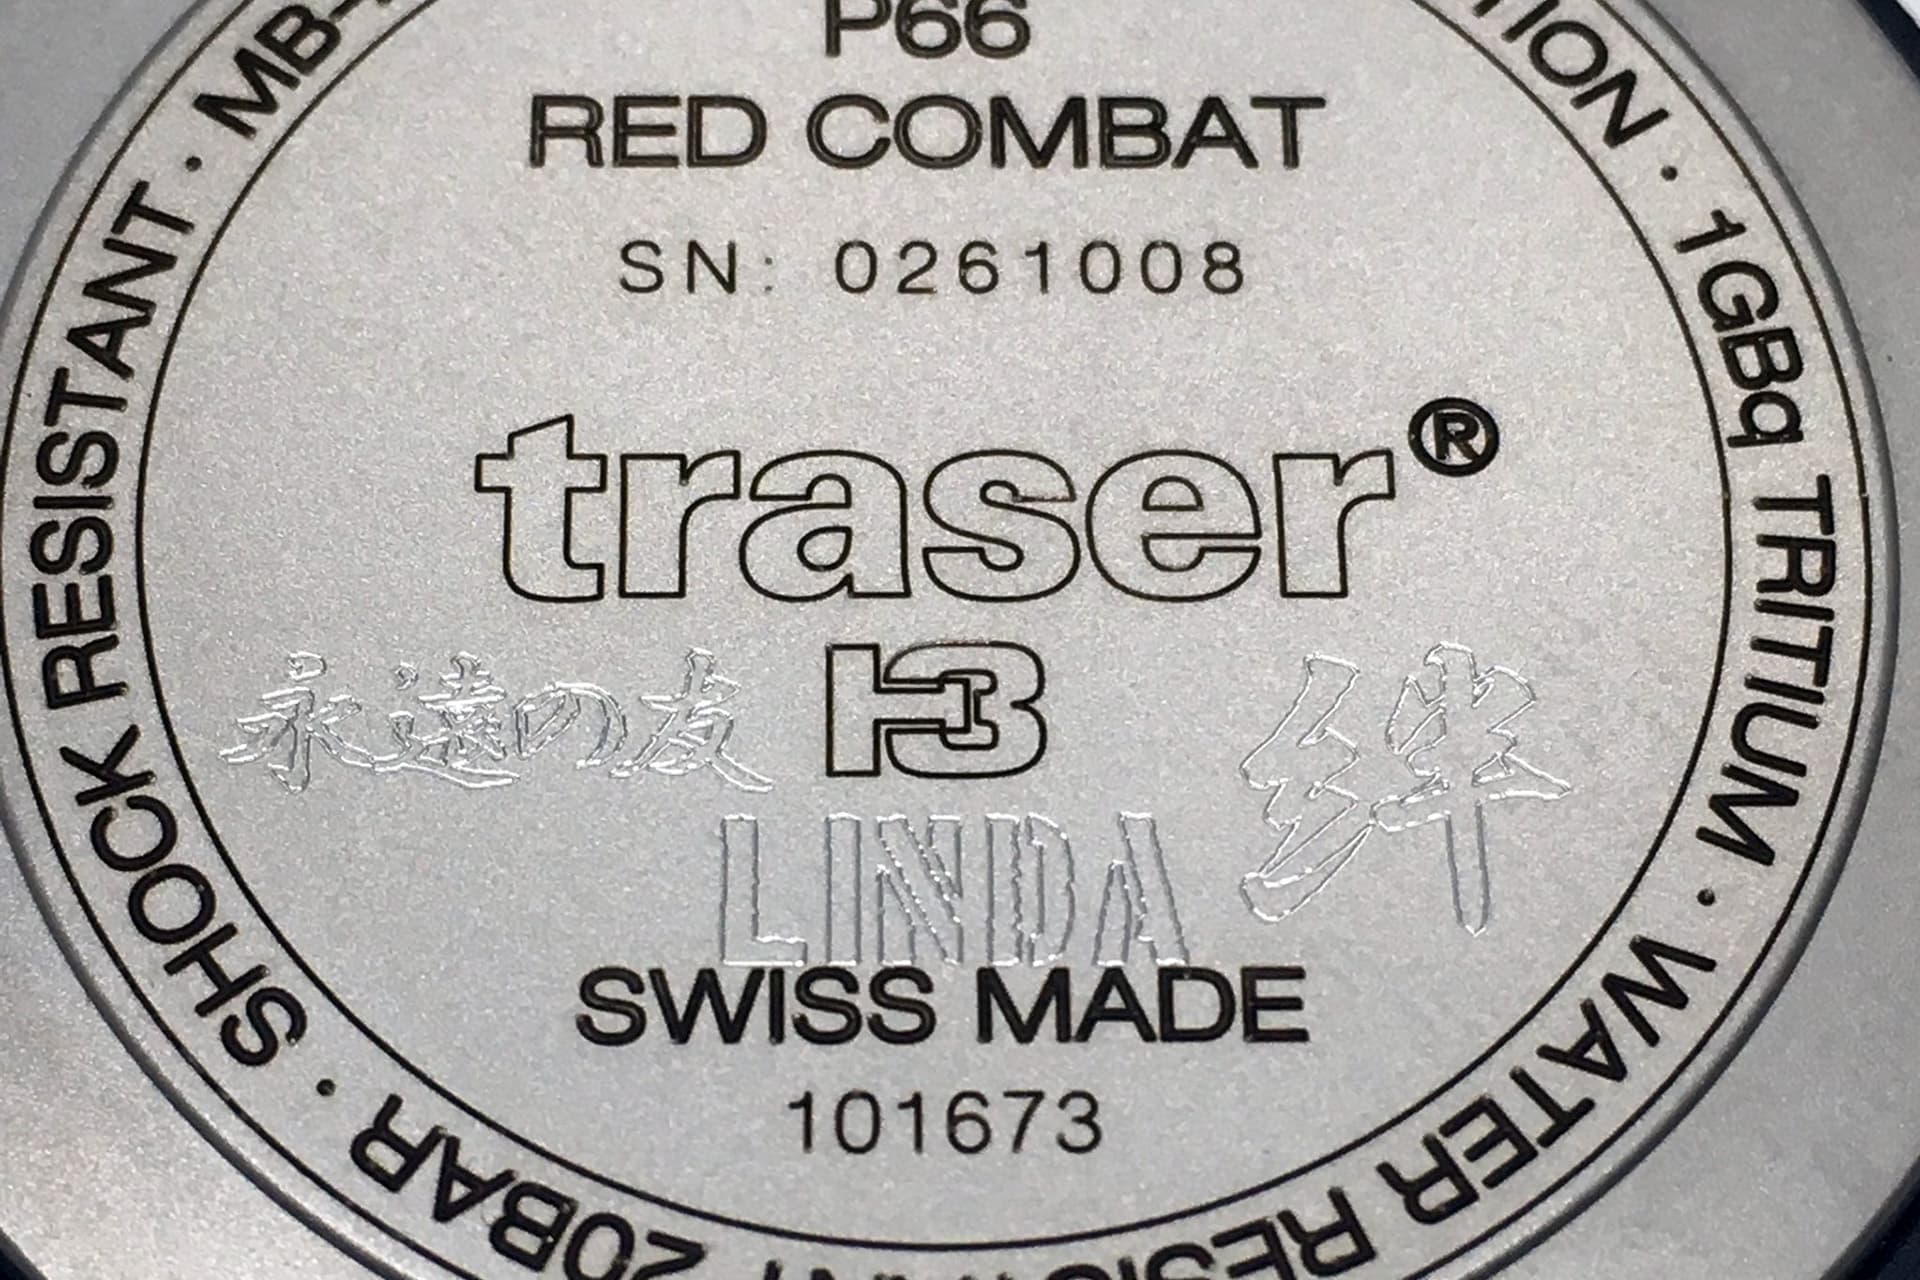 P66
RED COMBAT
SN: 0261008
traser®
H3
永遠の友
絆
LINDA
SWISS MADE
101673
1GBq TRITIUM · WATER RESISTANT 20BAR · SHOCK RESISTANT ·